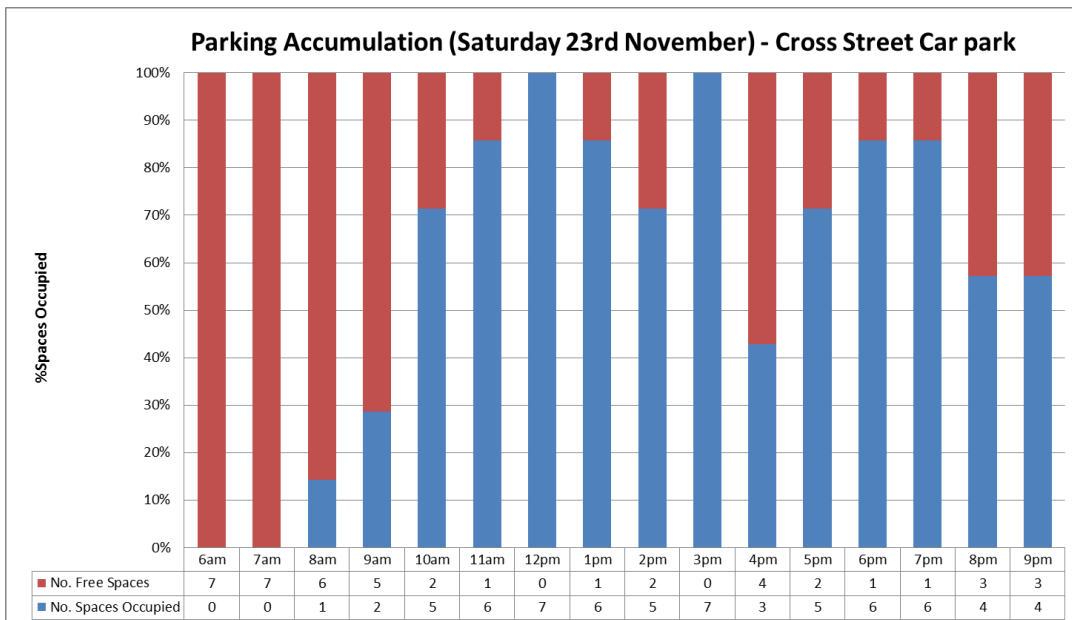 Parking Accumulation (Saturday 23rd November) - Cross Street Car park
100%
90%
80%
70%
60%
50%
40%
30%
20%
10%
0%
%Spaces Occupied
6am 7am 8am 9am 10am 11am 12pm 1pm 2pm 3pm 4pm 5pm 6pm 7pm 8pm 9pm
No. Free Spaces 7 7 6 5 2 1 0 1 2 0 4 2 1 1 3 3
No. Spaces Occupied 0 0 1 2 5 6 7 6 5 7 3 5 6 6 4 4